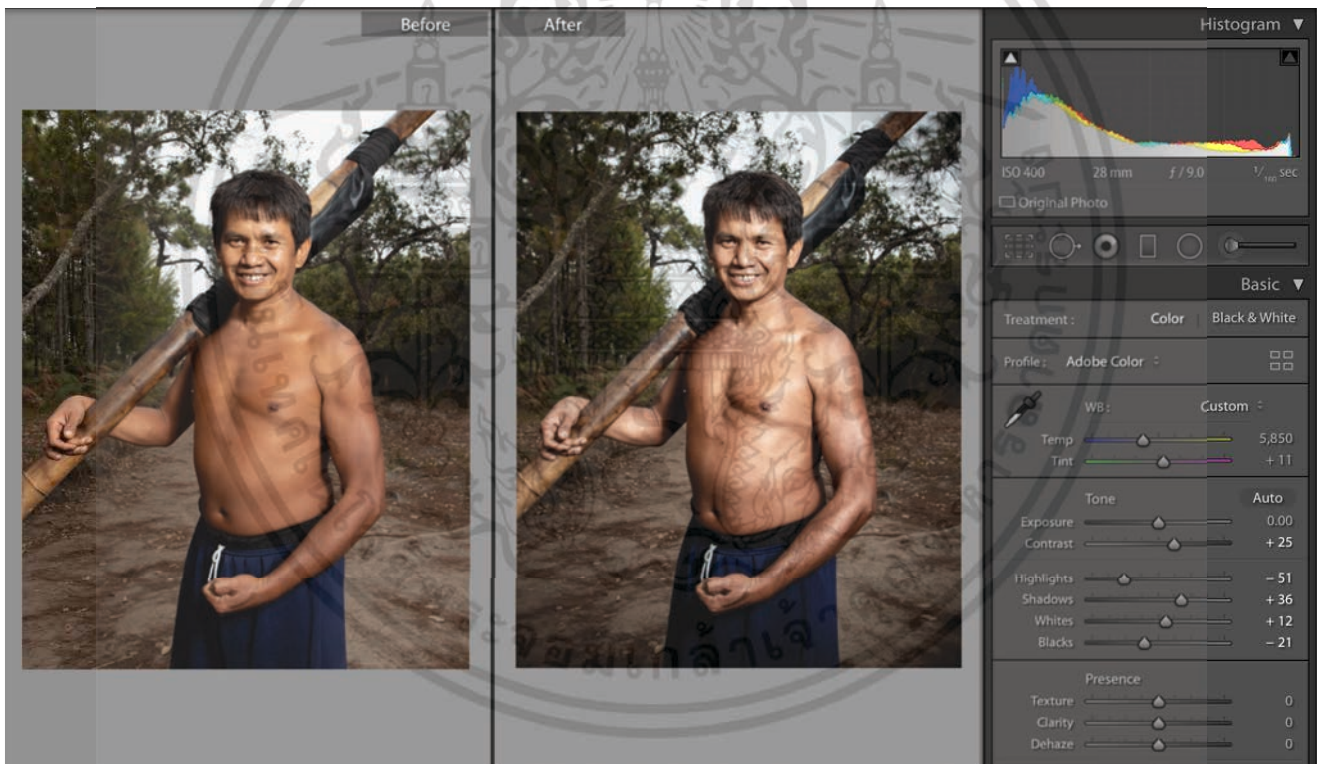 Before
After
Histogram
ISO 400 28 mm f / 9.0 1/160 sec
Original Photo
Basic
Treatment : Color Black & White
Profile : Adobe Color
WB : Custom
Temp 5,850
Tint + 11
Tone Auto
Exposure 0.00
Contrast + 25
Highlights − 51
Shadows + 36
Whites + 12
Blacks − 21
Presence
Texture 0
Clarity 0
Dehaze 0